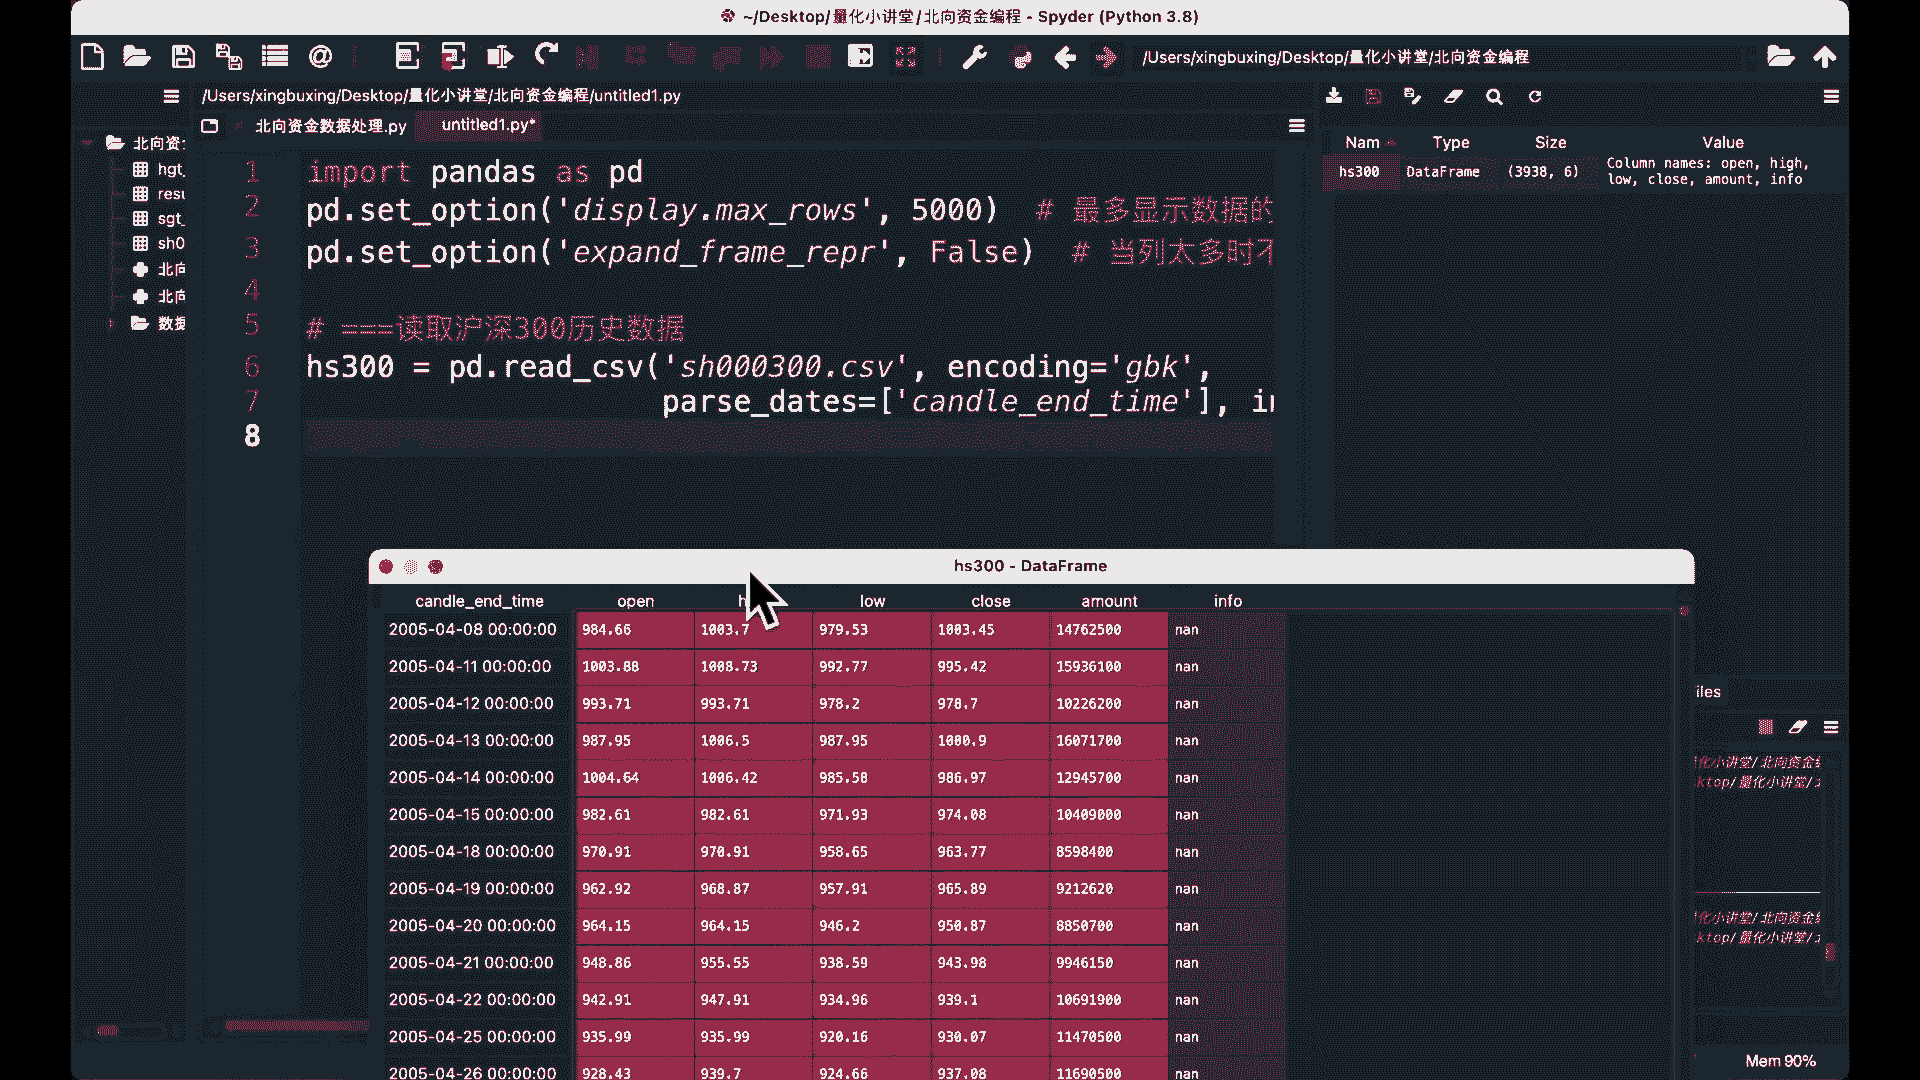 ~/Desktop/量化小讲堂/北向资金编程 - Spyder (Python 3.8)
/Users/xingbuxing/Desktop/量化小讲堂/北向资金编程
/Users/xingbuxing/Desktop/量化小讲堂/北向资金编程/untitled1.py
北向资金数据处理.py
untitled1.py*
北向资
hgt_
resu
sgt_
sh0
北向
北向
数据
1 import pandas as pd
2 pd.set_option('display.max_rows', 5000) # 最多显示数据的
3 pd.set_option('expand_frame_repr', False) # 当列太多时不
4
5 # ===读取沪深300历史数据
6 hs300 = pd.read_csv('sh000300.csv', encoding='gbk',
7 parse_dates=['candle_end_time'], in
8
Nam Type Size Value
hs300 DataFrame (3938, 6) Column names: open, high,
low, close, amount, info
hs300 - DataFrame
candle_end_time open h low close amount info
2005-04-08 00:00:00 984.66 1003.7 979.53 1003.45 14762500 nan
2005-04-11 00:00:00 1003.88 1008.73 992.77 995.42 15936100 nan
2005-04-12 00:00:00 993.71 993.71 978.2 978.7 10226200 nan
2005-04-13 00:00:00 987.95 1006.5 987.95 1000.9 16071700 nan
2005-04-14 00:00:00 1004.64 1006.42 985.58 986.97 12945700 nan
2005-04-15 00:00:00 982.61 982.61 971.93 974.08 10409000 nan
2005-04-18 00:00:00 970.91 970.91 958.65 963.77 8598400 nan
2005-04-19 00:00:00 962.92 968.87 957.91 965.89 9212620 nan
2005-04-20 00:00:00 964.15 964.15 946.2 950.87 8850700 nan
2005-04-21 00:00:00 948.86 955.55 938.59 943.98 9946150 nan
2005-04-22 00:00:00 942.91 947.91 934.96 939.1 10691900 nan
2005-04-25 00:00:00 935.99 935.99 920.16 930.07 11470500 nan
2005-04-26 00:00:00 928.43 939.7 924.66 937.08 11690500 nan
iles
化小讲堂/北向资金编
ktop/量化小讲堂/
化小讲堂/北向资金编
ktop/量化小讲堂/
Mem 90%